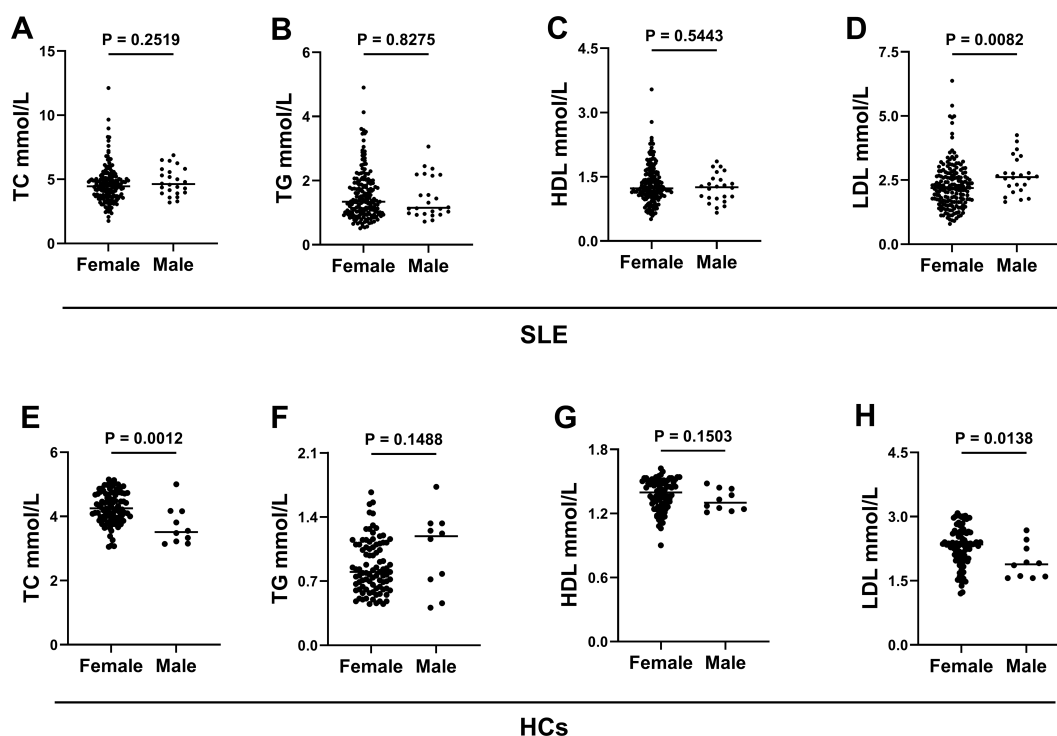 A
P = 0.2519
TC mmol/L
15
10
5
0
Female Male
B
P = 0.8275
TG mmol/L
6
4
2
0
Female Male
C
P = 0.5443
HDL mmol/L
4.5
3.0
1.5
0.0
Female Male
D
P = 0.0082
LDL mmol/L
7.5
5.0
2.5
0.0
Female Male
SLE
E
P = 0.0012
TC mmol/L
6
4
2
0
Female Male
F
P = 0.1488
TG mmol/L
2.1
1.4
0.7
0.0
Female Male
G
P = 0.1503
HDL mmol/L
1.8
1.2
0.6
0.0
Female Male
H
P = 0.0138
LDL mmol/L
4.5
3.0
1.5
0.0
Female Male
HCs